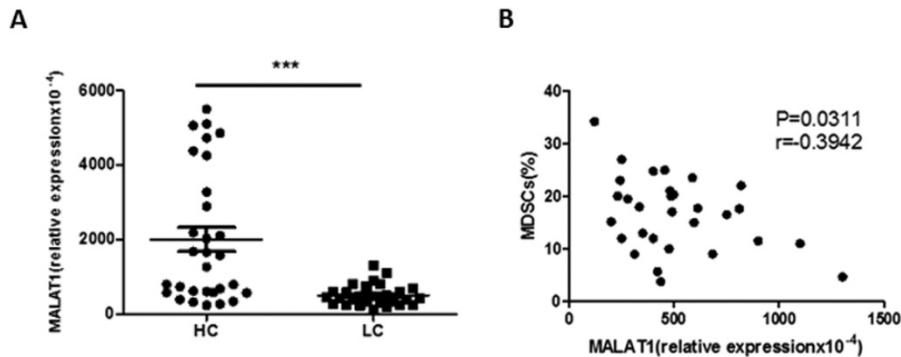 A
MALAT1(relative expressionx10⁻⁴)
6000
4000
2000
0
***
HC
LC
B
MDSCs(%)
40
30
20
10
0
P=0.0311
r=-0.3942
0
500
1000
1500
MALAT1(relative expressionx10⁻⁴)